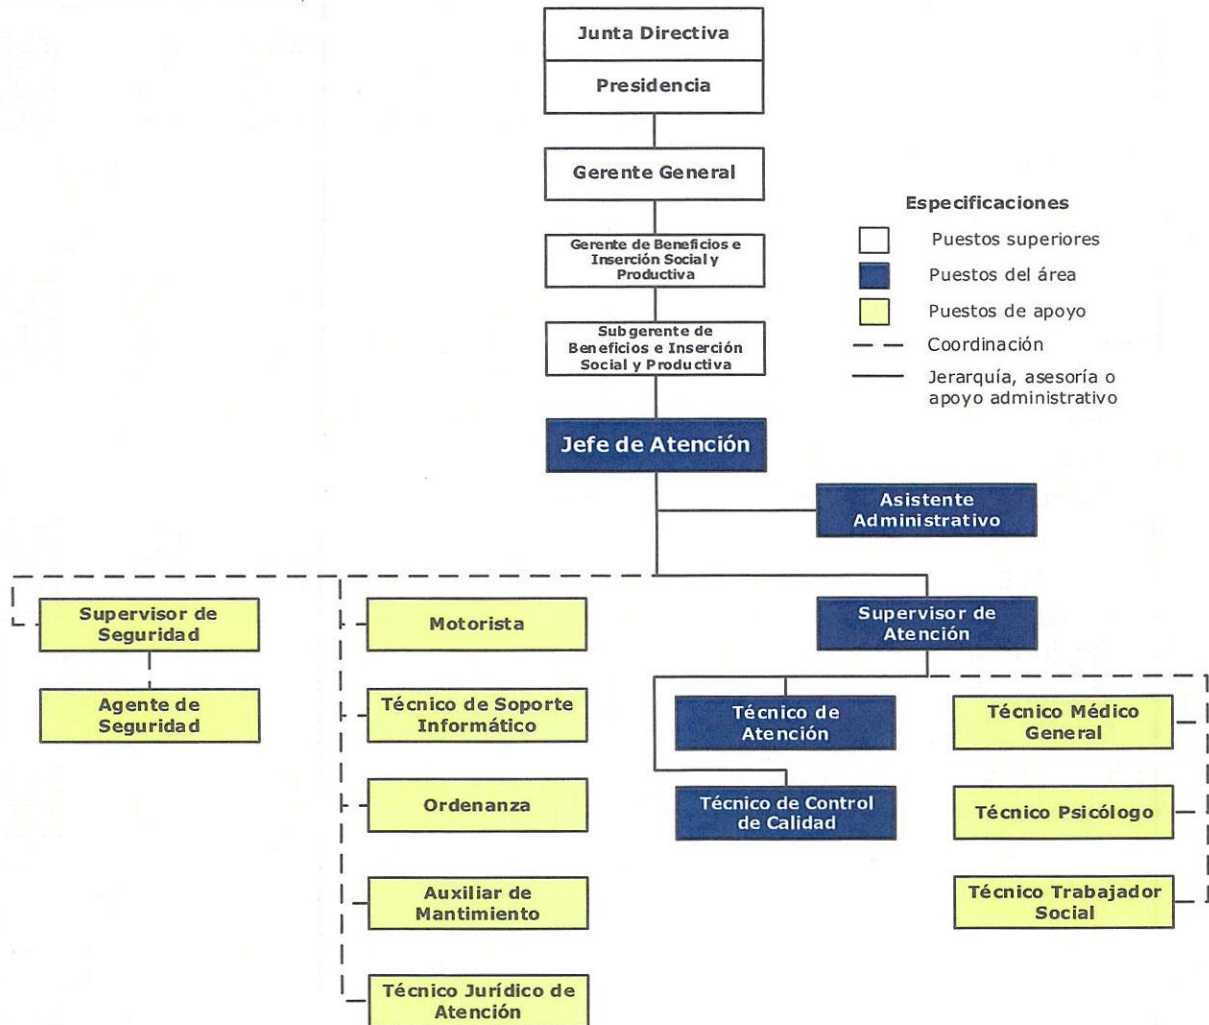 Junta Directiva
Presidencia
Gerente General
Gerente de Beneficios e
Inserción Social y
Productiva
Subgerente de
Beneficios e Inserción
Social y Productiva
Especificaciones
Puestos superiores
Puestos del área
Puestos de apoyo
Coordinación
Jerarquía, asesoría o
apoyo administrativo
Jefe de Atención
Asistente
Administrativo
Supervisor de
Seguridad
Agente de
Seguridad
Motorista
Técnico de Soporte
Informático
Ordenanza
Auxiliar de
Mantimiento
Técnico Jurídico de
Atención
Supervisor de
Atención
Técnico de
Atención
Técnico de Control
de Calidad
Técnico Médico
General
Técnico Psicólogo
Técnico Trabajador
Social